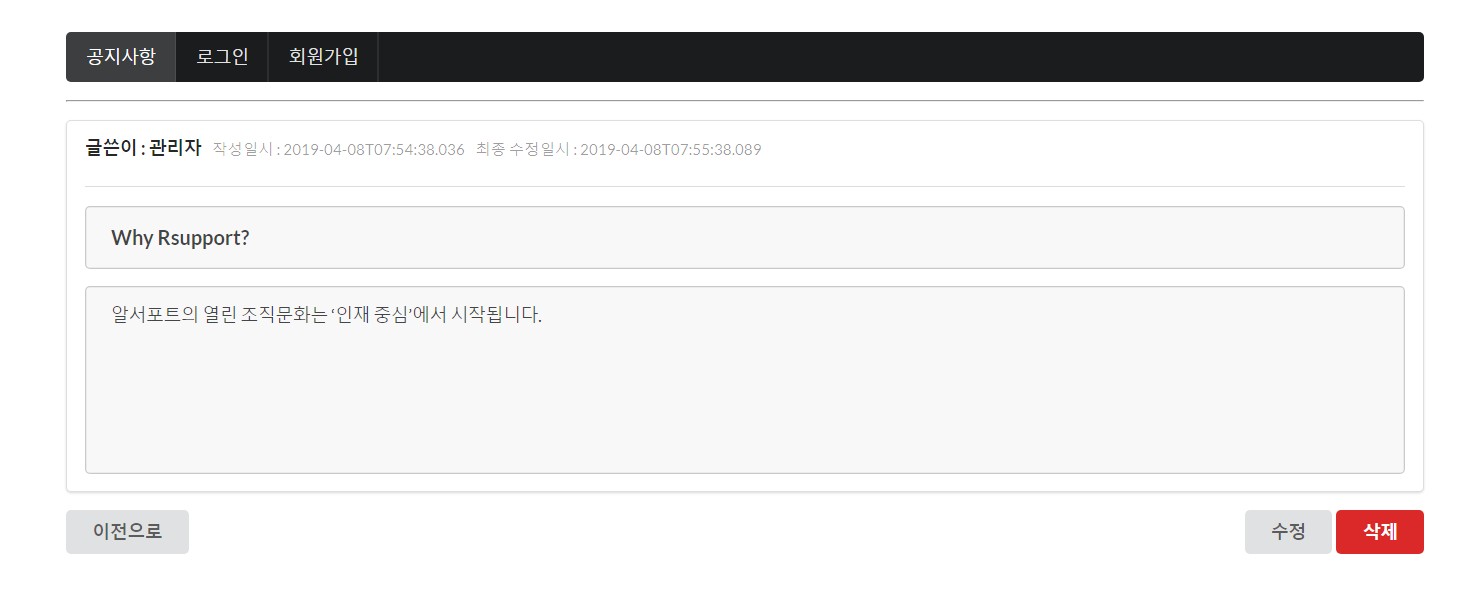 공지사항 로그인 회원가입
글쓴이 : 관리자 작성일시 : 2019-04-08T07:54:38.036 최종 수정일시 : 2019-04-08T07:55:38.089
Why Rsupport?
알서포트의 열린 조직문화는 ‘인재 중심’에서 시작됩니다.
이전으로 수정 삭제